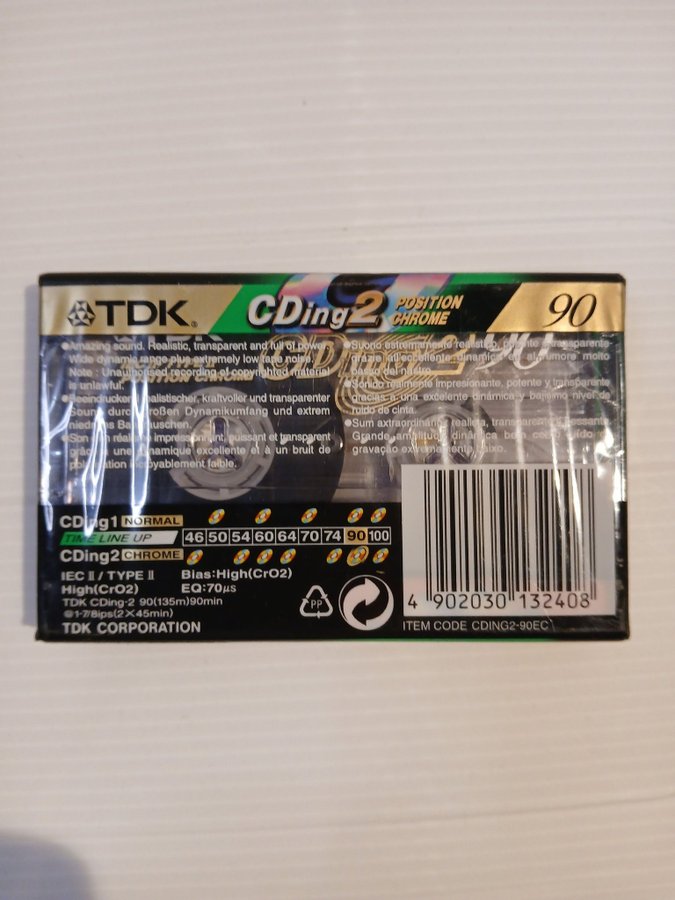 TDK®
CDing2 POSITION CHROME
90
●Amazing sound. Realistic, transparent and full of power.
Wide dynamic range plus extremely low tape noise.
Note : Unauthorised recording of copyrighted material
is unlawful.
●Beeindruckend realistischer, kraftvoller und transparenter
Sound durch großen Dynamikumfang und extrem
niedriges Bandrauschen.
●Son réaliste impressionnant, puissant et transparent
grâce à une dynamique excellente et à un bruit de
polarisation incroyablement faible.
●Suono estremamente realistico, potente e trasparente
grazie all'eccellente dinamica e al rumore molto
basso del nastro.
●Sonido realmente impresionante, potente y transparente
gracias a una excelente dinámica y bajísimo nivel de
ruido de cinta.
●Sum realista, transparente
Grande amplitude dinâmica bem como ruído
gravação extremamente baixo.
CDing1 NORMAL
TIME LINE UP 46 50 54 60 64 70 74 90 100
CDing2 CHROME
IEC II / TYPE II Bias:High(CrO2)
High(CrO2) EQ:70µs
TDK CDing-2 90(135m)90min
@1-7/8ips(2×45min)
TDK CORPORATION
PP
4 902030 132408
ITEM CODE CDING2-90EC